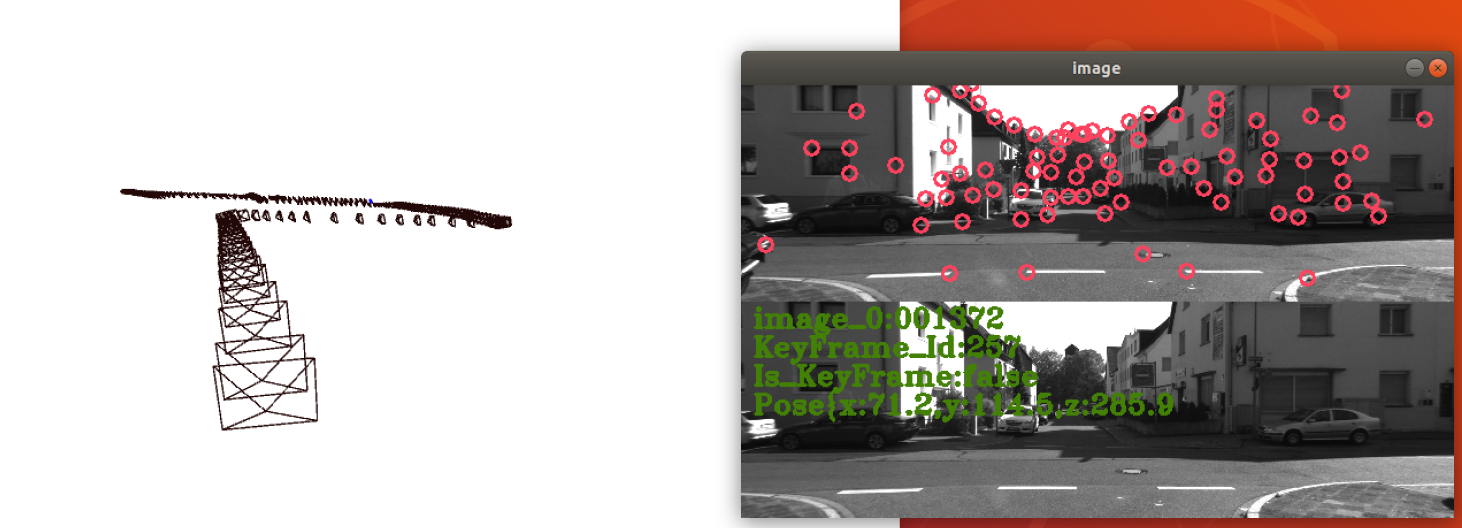 image
image_0:001372
KeyFrame_Id:257
Is_KeyFrame:false
Pose{x:71.2,y:114.5,z:285.9